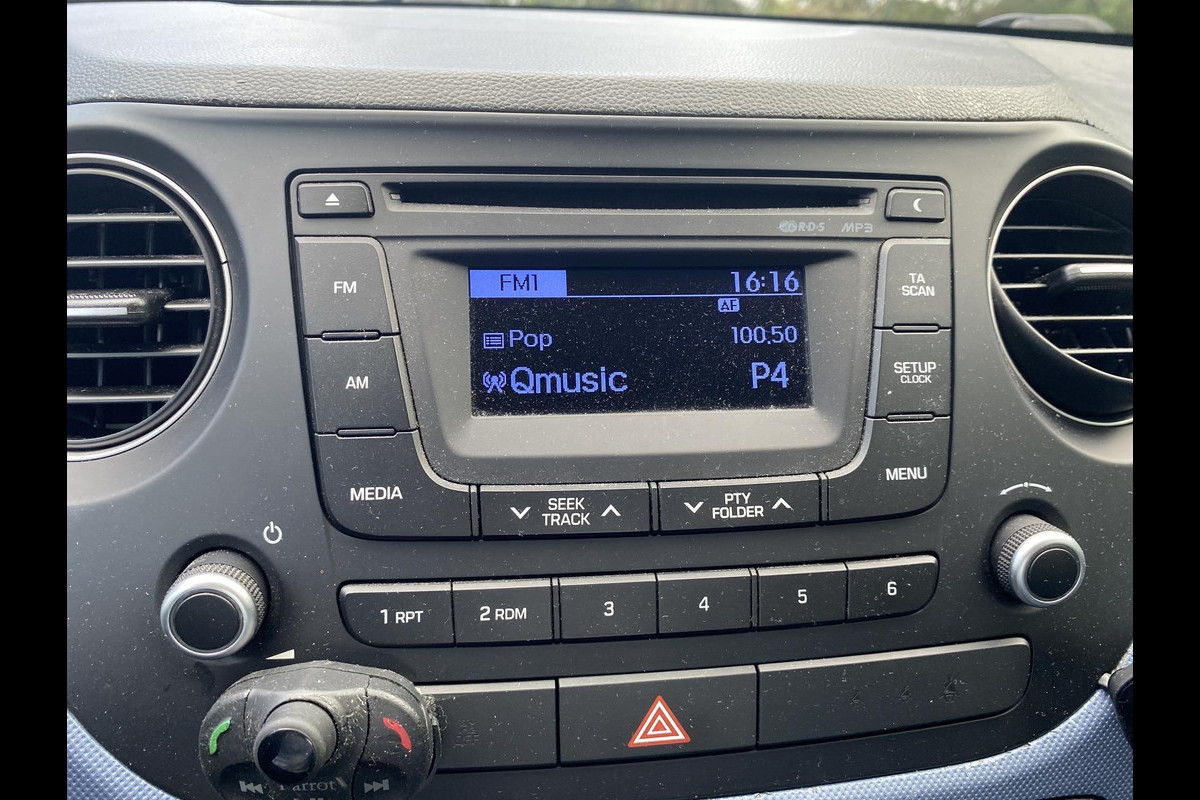 R·D·S MP3
FM
FM1 16:16
AF
Pop 100.50
Qmusic P4
TA
SCAN
AM
SETUP
CLOCK
MEDIA
SEEK
TRACK
PTY
FOLDER
MENU
1 RPT
2 RDM
3
4
5
6
Parrot